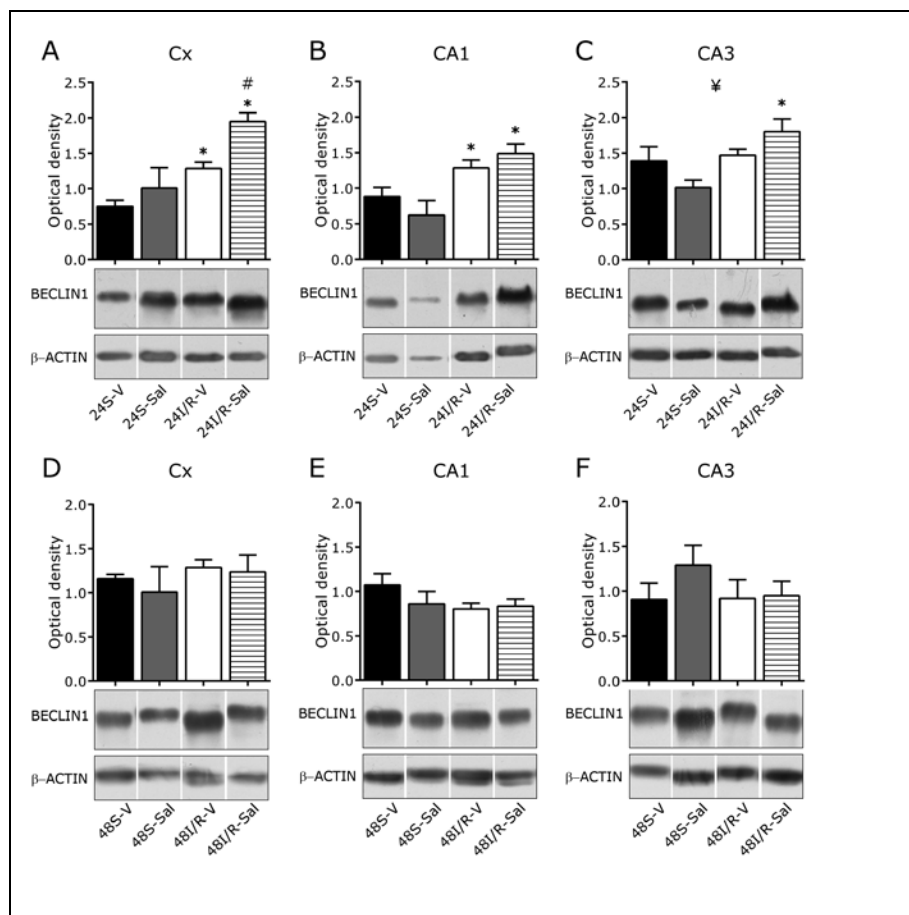 A Cx
B CA1
C CA3
#
*
*
*
*
¥
*
Optical density
2.5
2.0
1.5
1.0
0.5
0.0
Optical density
2.5
2.0
1.5
1.0
0.5
0.0
Optical density
2.5
2.0
1.5
1.0
0.5
0.0
BECLIN1
BECLIN1
BECLIN1
β–ACTIN
β–ACTIN
β–ACTIN
24S-V 24S-Sal 24I/R-V 24I/R-Sal
24S-V 24S-Sal 24I/R-V 24I/R-Sal
24S-V 24S-Sal 24I/R-V 24I/R-Sal
D Cx
E CA1
F CA3
Optical density
2.0
1.5
1.0
0.5
0.0
Optical density
2.0
1.5
1.0
0.5
0.0
Optical density
2.0
1.5
1.0
0.5
0.0
BECLIN1
BECLIN1
BECLIN1
β–ACTIN
β–ACTIN
β–ACTIN
48S-V 48S-Sal 48I/R-V 48I/R-Sal
48S-V 48S-Sal 48I/R-V 48I/R-Sal
48S-V 48S-Sal 48I/R-V 48I/R-Sal